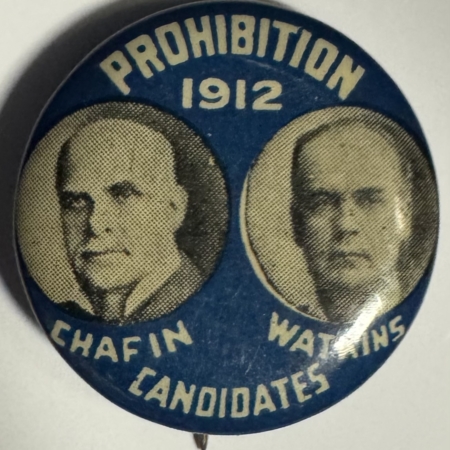 PROHIBITION
1912
CHAFIN
WATKINS
CANDIDATES